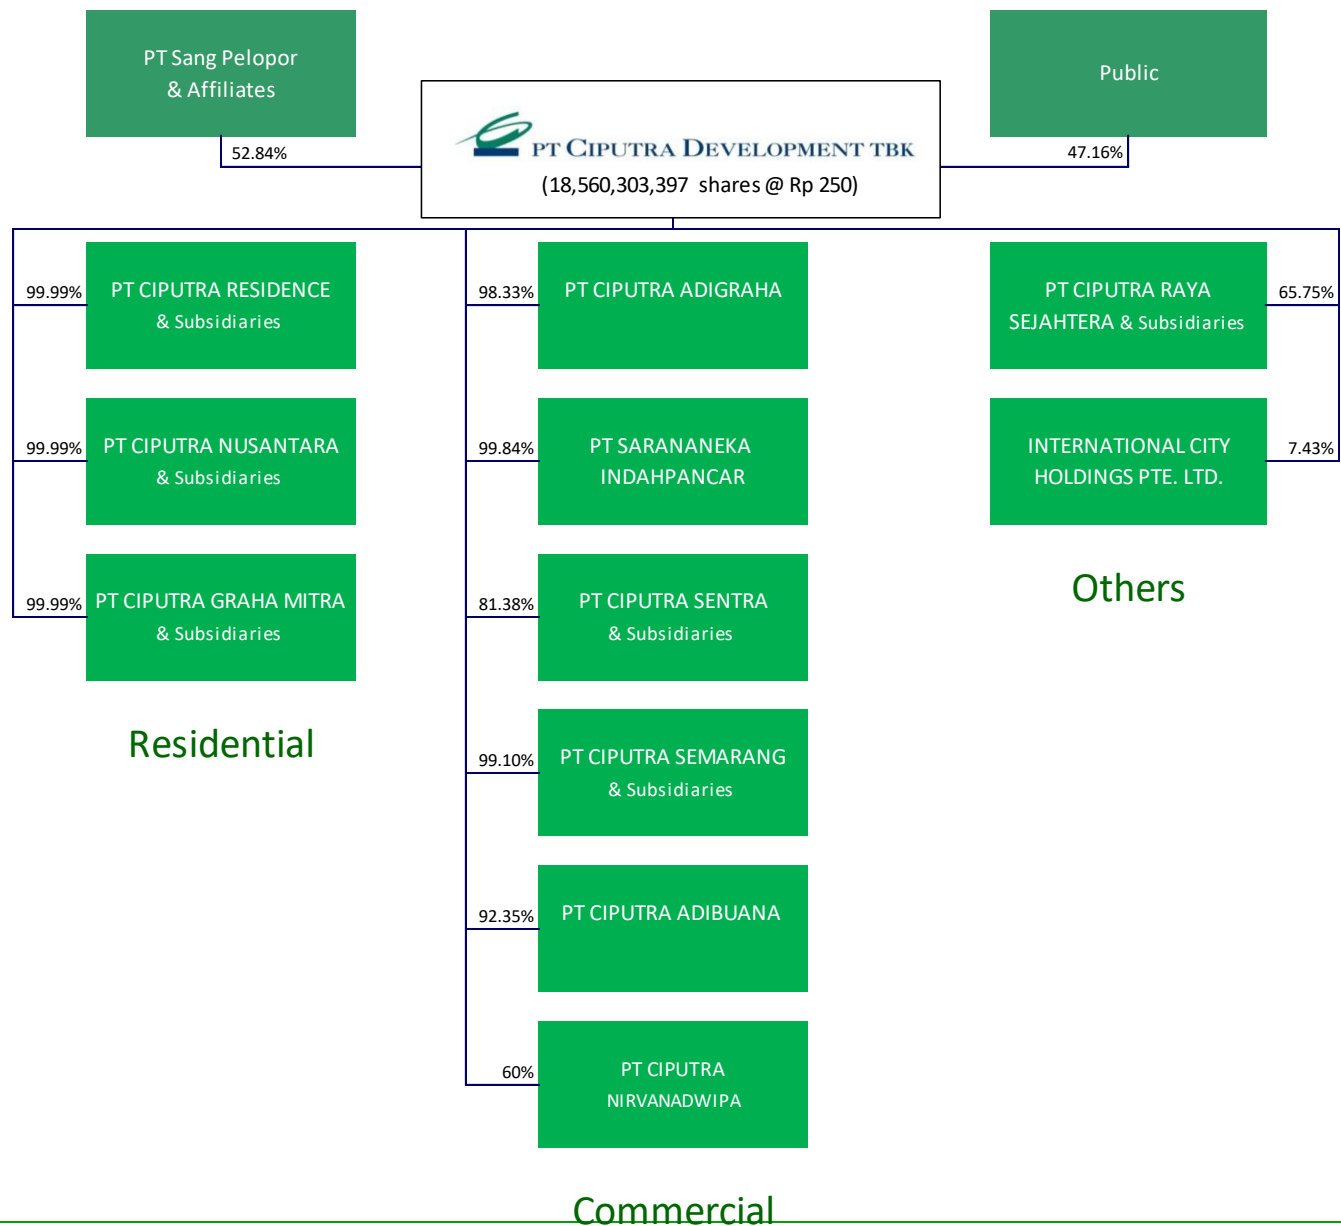 PT Sang Pelopor
& Affiliates
Public
52.84%
PT CIPUTRA DEVELOPMENT TBK
47.16%
(18,560,303,397 shares @ Rp 250)
99.99%
PT CIPUTRA RESIDENCE
& Subsidiaries
99.99%
PT CIPUTRA NUSANTARA
& Subsidiaries
99.99%
PT CIPUTRA GRAHA MITRA
& Subsidiaries
Residential
98.33%
PT CIPUTRA ADIGRAHA
99.84%
PT SARANANEKA
INDAHPANCAR
81.38%
PT CIPUTRA SENTRA
& Subsidiaries
99.10%
PT CIPUTRA SEMARANG
& Subsidiaries
92.35%
PT CIPUTRA ADIBUANA
60%
PT CIPUTRA
NIRVANADWIPA
Commercial
PT CIPUTRA RAYA
SEJAHTERA & Subsidiaries
65.75%
INTERNATIONAL CITY
HOLDINGS PTE. LTD.
7.43%
Others